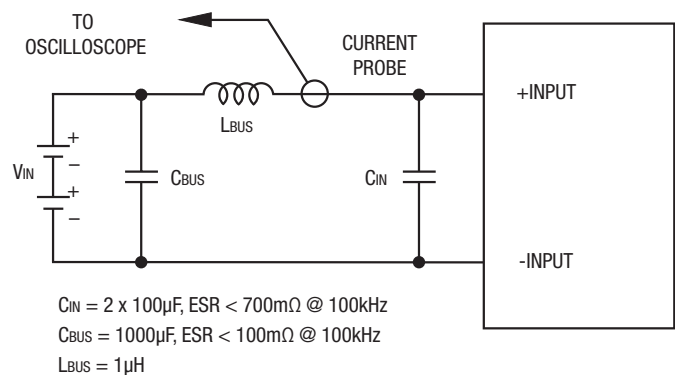 TO
OSCILLOSCOPE
CURRENT
PROBE
+INPUT
LBUS
VIN
+
–
+
–
CBUS
CIN
-INPUT
CIN = 2 x 100µF, ESR < 700mΩ @ 100kHz
CBUS = 1000µF, ESR < 100mΩ @ 100kHz
LBUS = 1µH